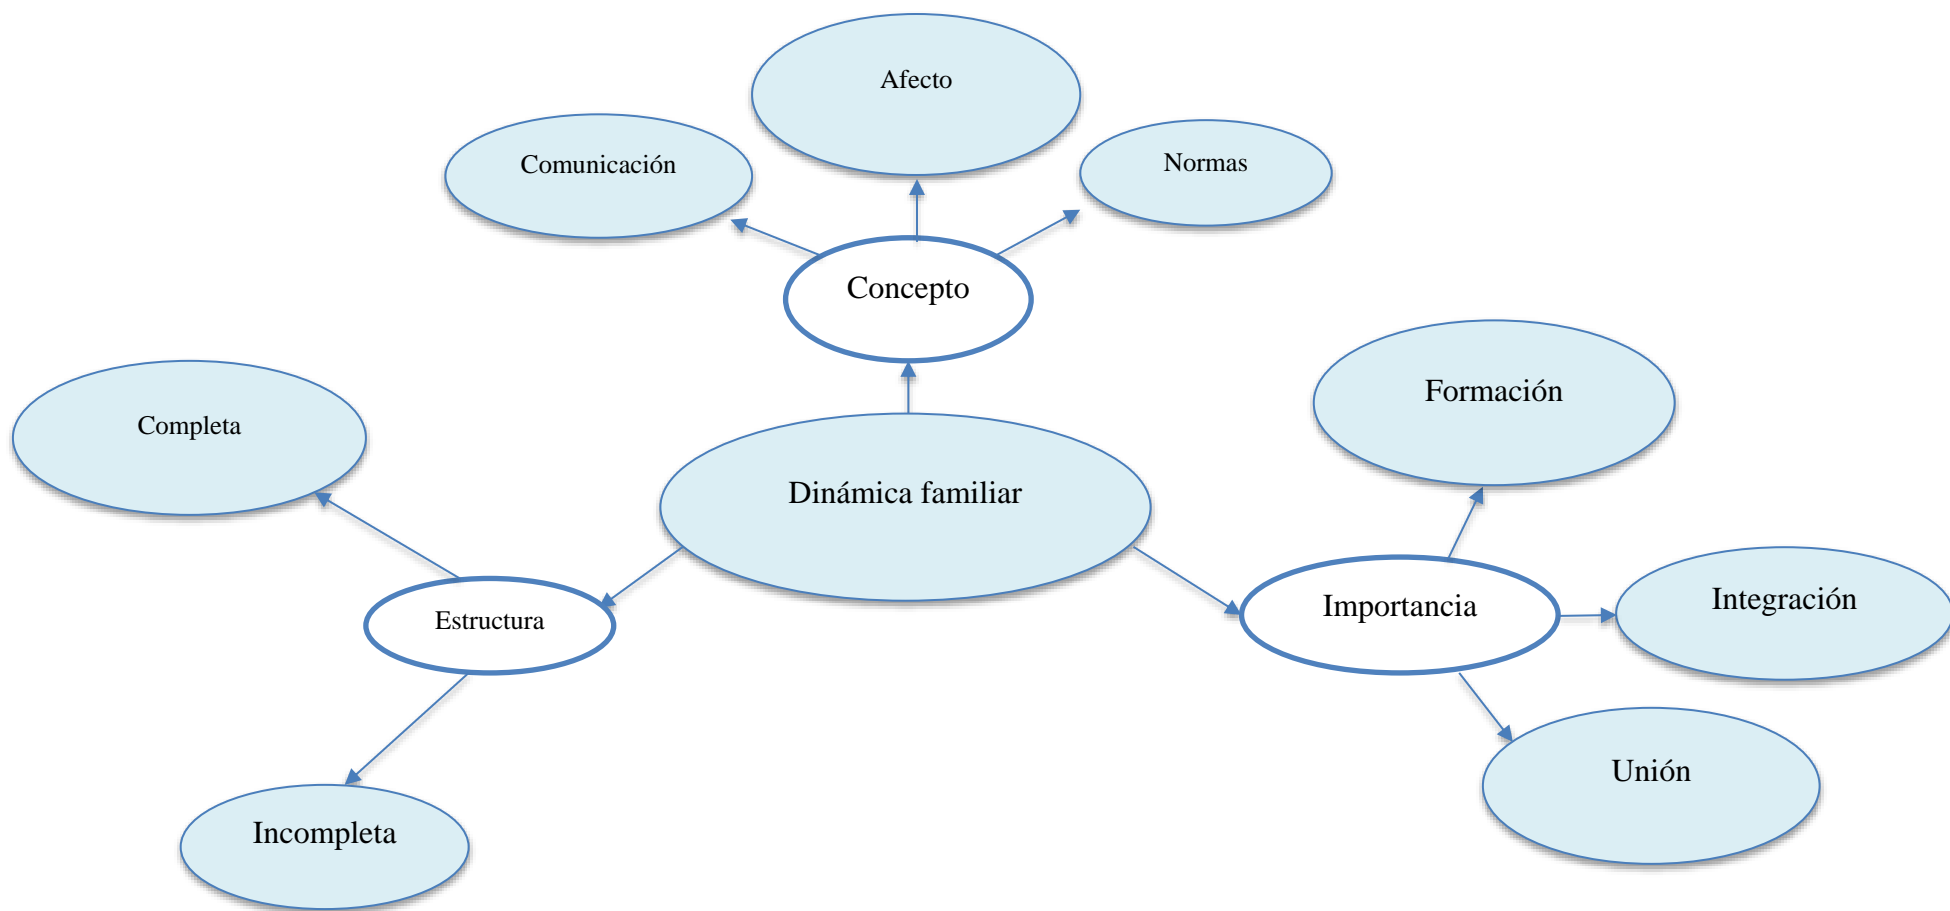 Afecto
Comunicación
Normas
Concepto
Formación
Completa
Dinámica familiar
Integración
Importancia
Estructura
Unión
Incompleta